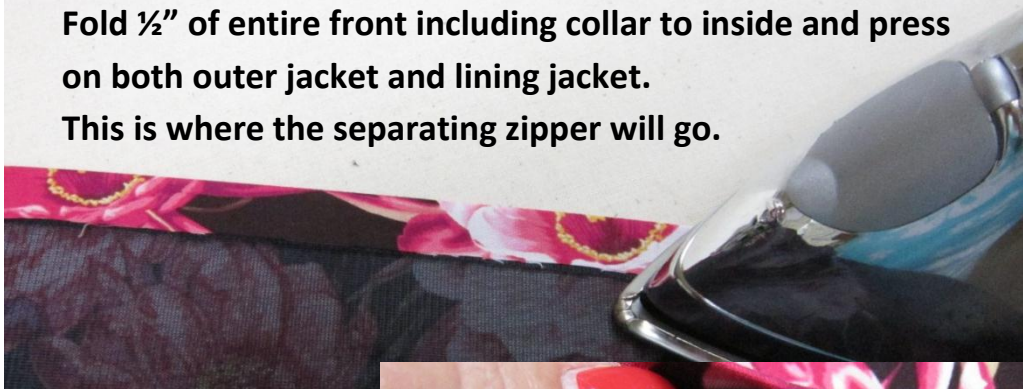 Fold ½” of entire front including collar to inside and press
on both outer jacket and lining jacket.
This is where the separating zipper will go.